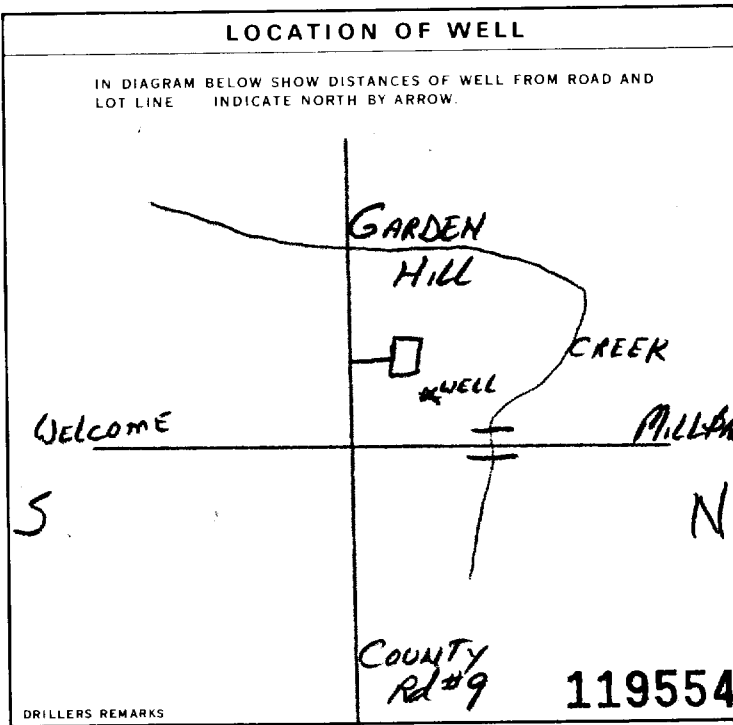 LOCATION OF WELL
IN DIAGRAM BELOW SHOW DISTANCES OF WELL FROM ROAD AND
LOT LINE INDICATE NORTH BY ARROW.
GARDEN
HILL
CREEK
WELL
WELCOME
S
N
COUNTY
Rd #9
119554
DRILLERS REMARKS